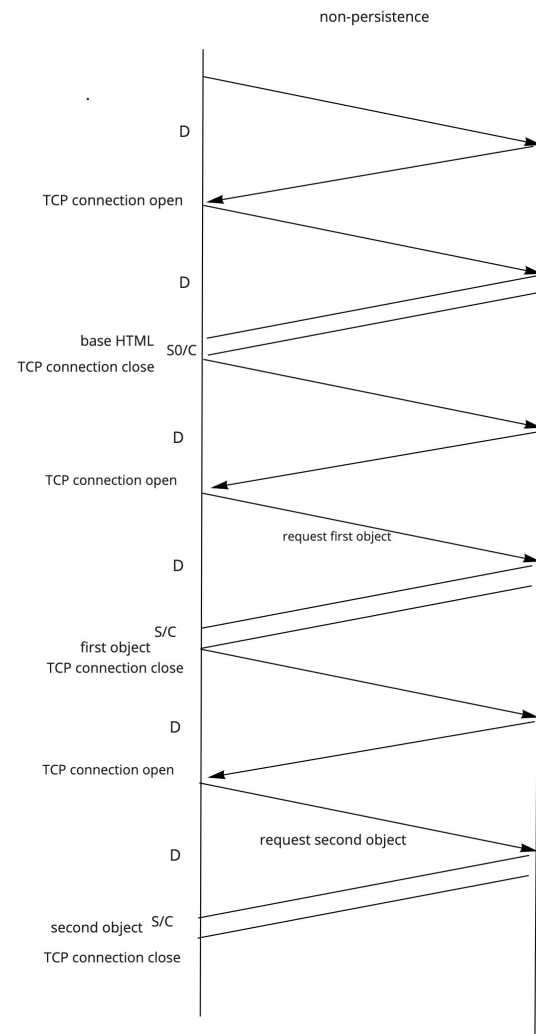 non-persistence
D
TCP connection open
D
base HTML
S0/C
TCP connection close
D
TCP connection open
request first object
D
S/C
first object
TCP connection close
D
TCP connection open
request second object
D
second object S/C
TCP connection close